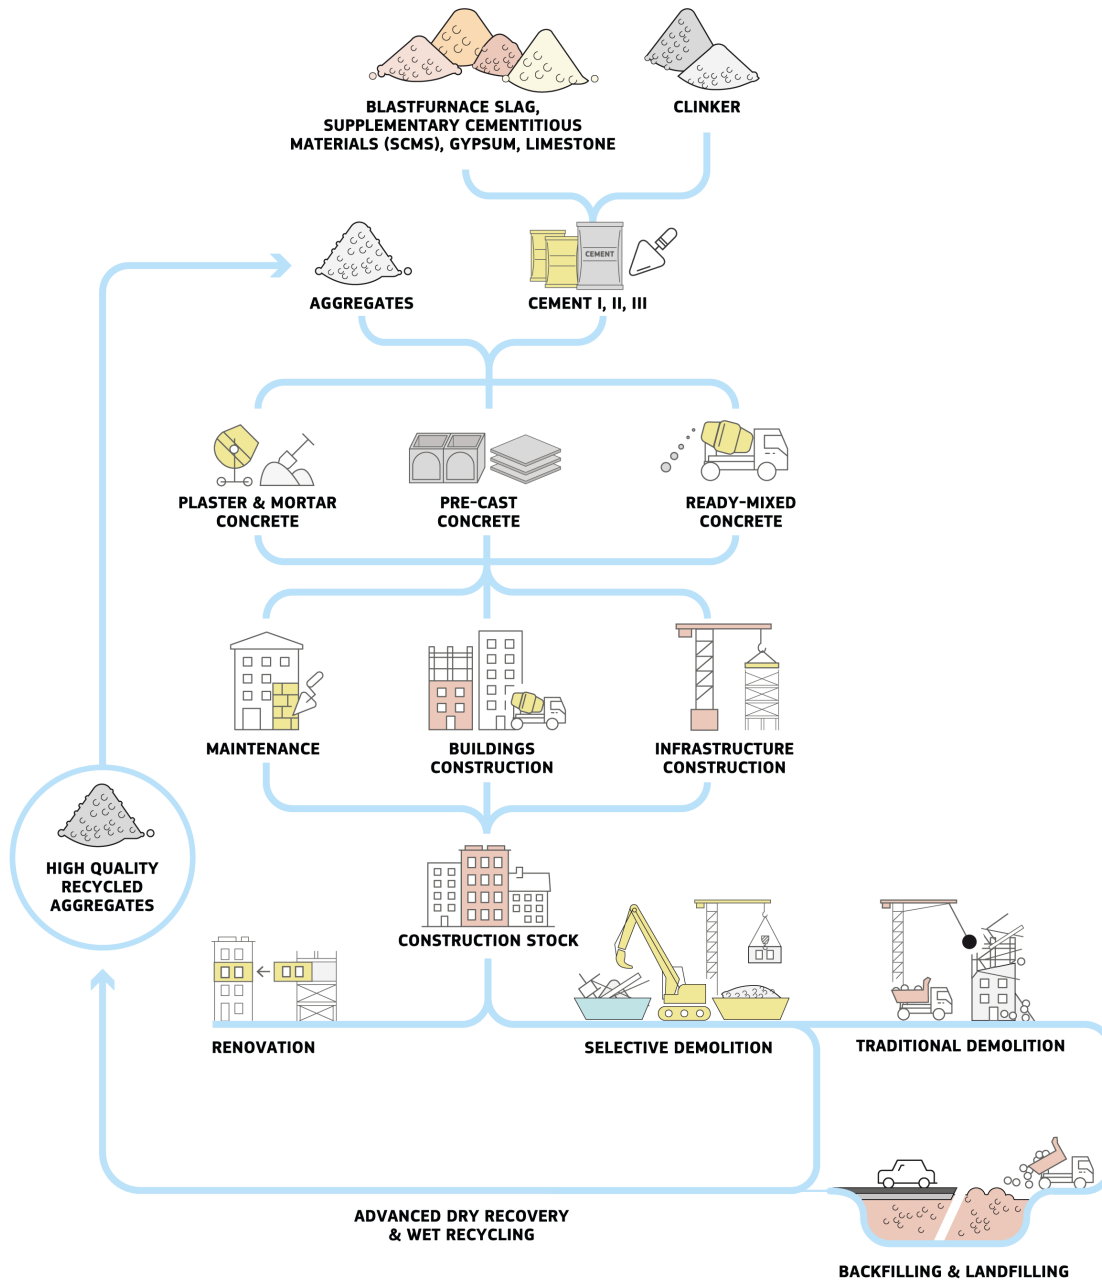 BLASTFURNACE SLAG,
SUPPLEMENTARY CEMENTITIOUS
MATERIALS (SCMS), GYPSUM, LIMESTONE
CLINKER
CEMENT
AGGREGATES
CEMENT I, II, III
PLASTER & MORTAR
CONCRETE
PRE-CAST
CONCRETE
READY-MIXED
CONCRETE
MAINTENANCE
BUILDINGS
CONSTRUCTION
INFRASTRUCTURE
CONSTRUCTION
HIGH QUALITY
RECYCLED
AGGREGATES
CONSTRUCTION STOCK
RENOVATION
SELECTIVE DEMOLITION
TRADITIONAL DEMOLITION
ADVANCED DRY RECOVERY
& WET RECYCLING
BACKFILLING & LANDFILLING